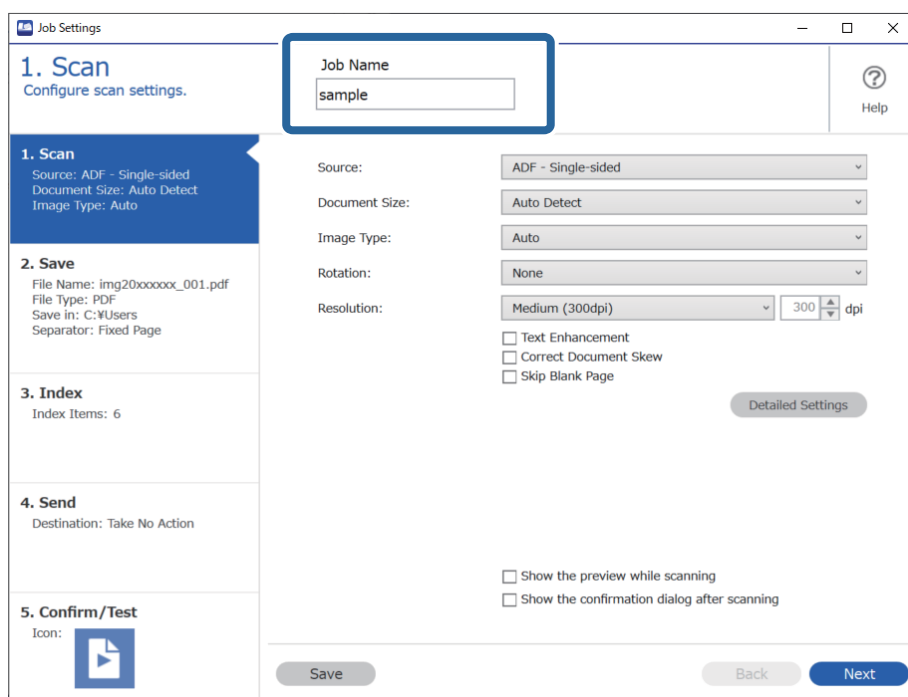 Job Settings
1. Scan
Configure scan settings.
Job Name
sample
Help
1. Scan
Source: ADF - Single-sided
Document Size: Auto Detect
Image Type: Auto
2. Save
File Name: img20xxxxxx_001.pdf
File Type: PDF
Save in: C:¥Users
Separator: Fixed Page
3. Index
Index Items: 6
4. Send
Destination: Take No Action
5. Confirm/Test
Icon:
Source: ADF - Single-sided
Document Size: Auto Detect
Image Type: Auto
Rotation: None
Resolution: Medium (300dpi) 300 dpi
Text Enhancement
Correct Document Skew
Skip Blank Page
Detailed Settings
Show the preview while scanning
Show the confirmation dialog after scanning
Save Back Next